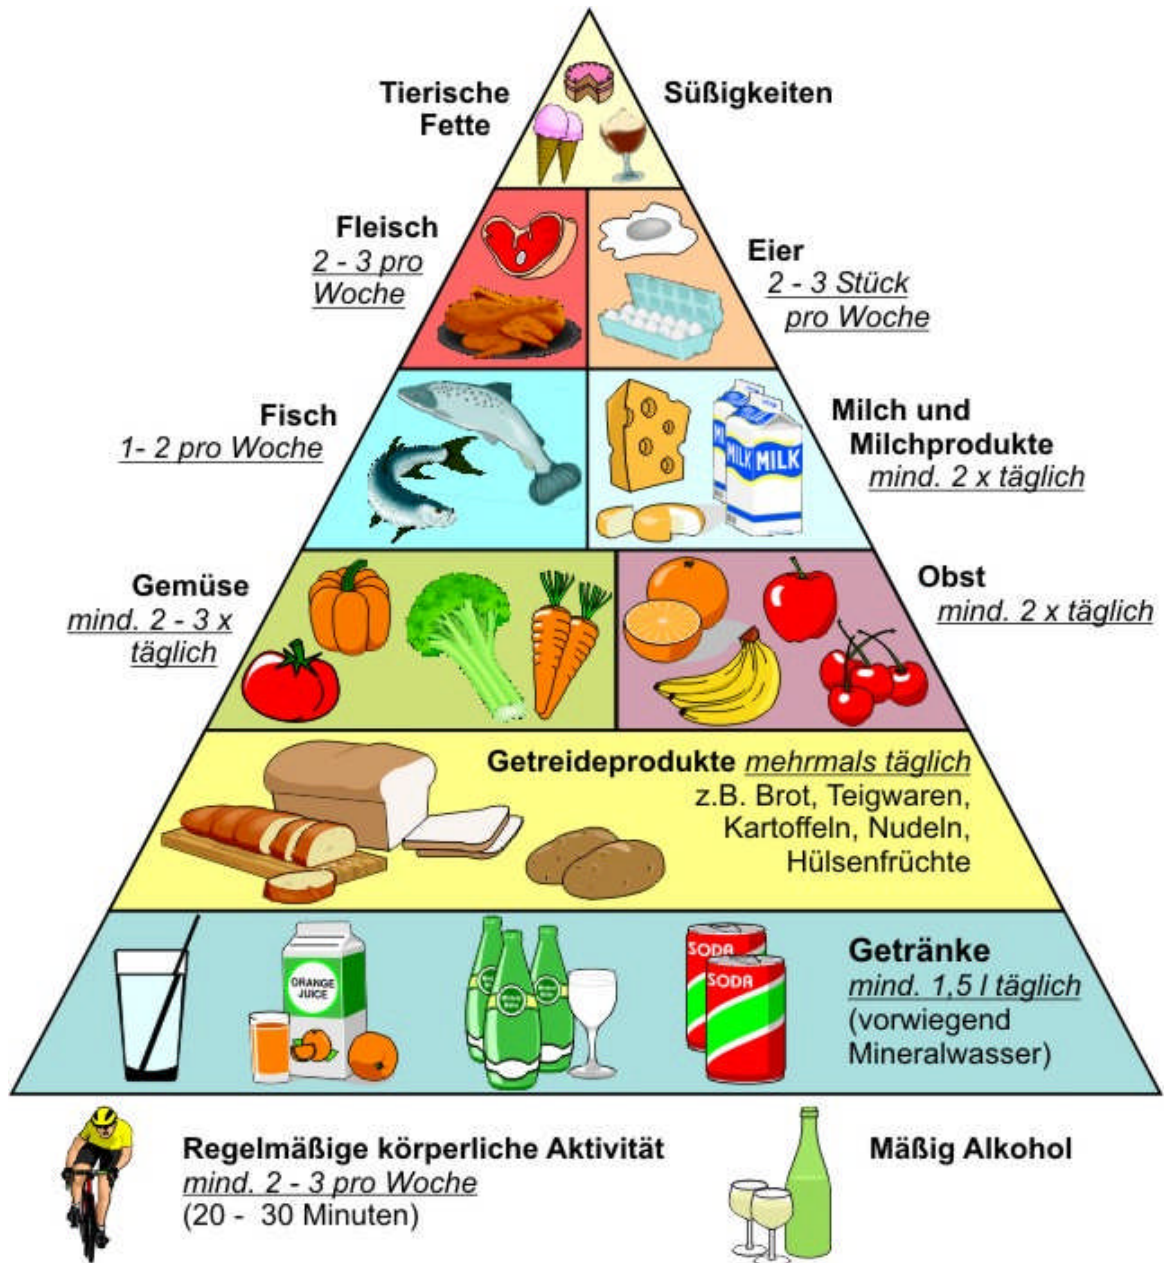 Tierische
Fette
Süßigkeiten
Fleisch
2 - 3 pro
Woche
Eier
2 - 3 Stück
pro Woche
Fisch
1- 2 pro Woche
Milch und
Milchprodukte
mind. 2 x täglich
MILK
MILK
Gemüse
mind. 2 - 3 x
täglich
Obst
mind. 2 x täglich
Getreideprodukte mehrmals täglich
z.B. Brot, Teigwaren,
Kartoffeln, Nudeln,
Hülsenfrüchte
ORANGE
JUICE
SODA
SODA
Getränke
mind. 1,5 l täglich
(vorwiegend
Mineralwasser)
Regelmäßige körperliche Aktivität
mind. 2 - 3 pro Woche
(20 -  30 Minuten)
Mäßig Alkohol